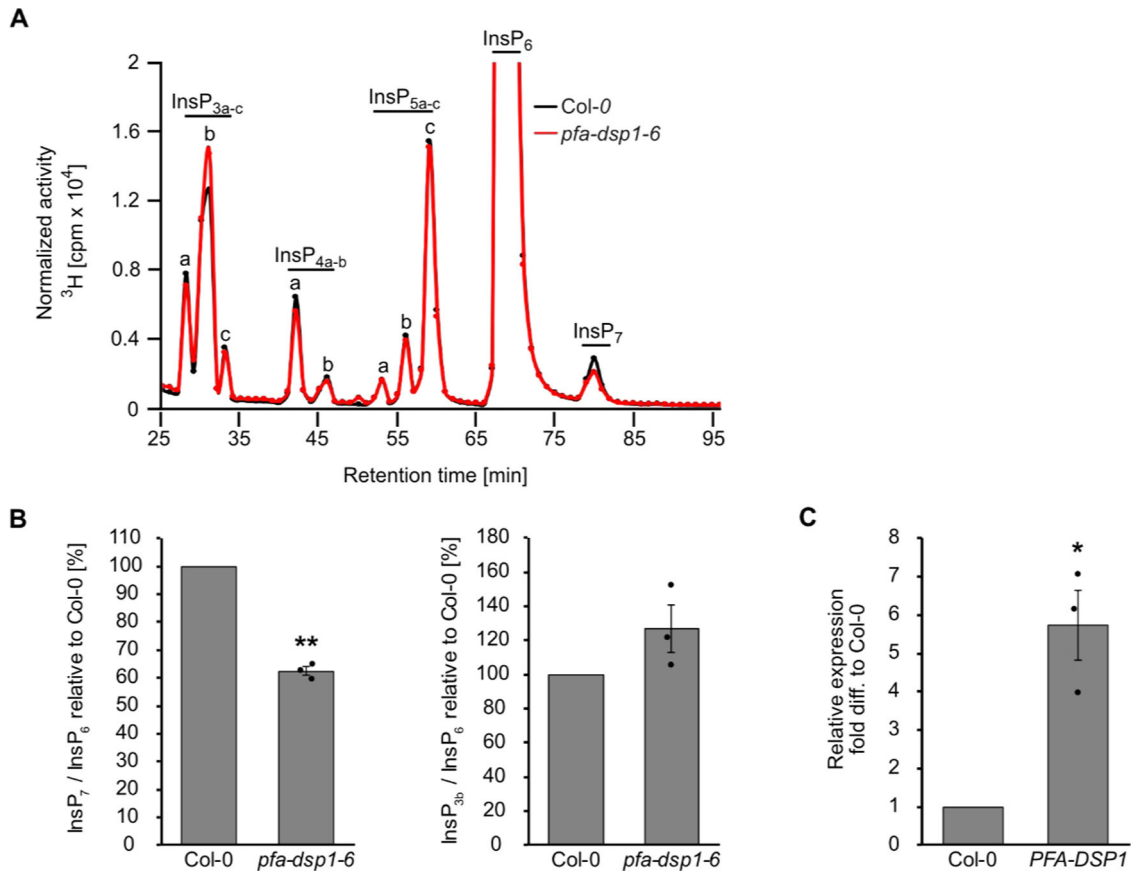 A
InsP6
2
InsP3a-c
InsP5a-c
Col-0
pfa-dsp1-6
1.6
b
c
1.2
Normalized activity
3H [cpm x 10^4]
a
0.8
InsP4a-b
a
b
InsP7
0.4
c
b
a
0
25 35 45 55 65 75 85 95
Retention time [min]
B
InsP7 / InsP6 relative to Col-0 [%]
110
100
90
80
70
60
50
40
30
20
10
0
**
Col-0 pfa-dsp1-6
InsP3b / InsP6 relative to Col-0 [%]
180
160
140
120
100
80
60
40
20
0
Col-0 pfa-dsp1-6
C
Relative expression
fold diff. to Col-0
8
7
6
5
4
3
2
1
0
*
Col-0 PFA-DSP1